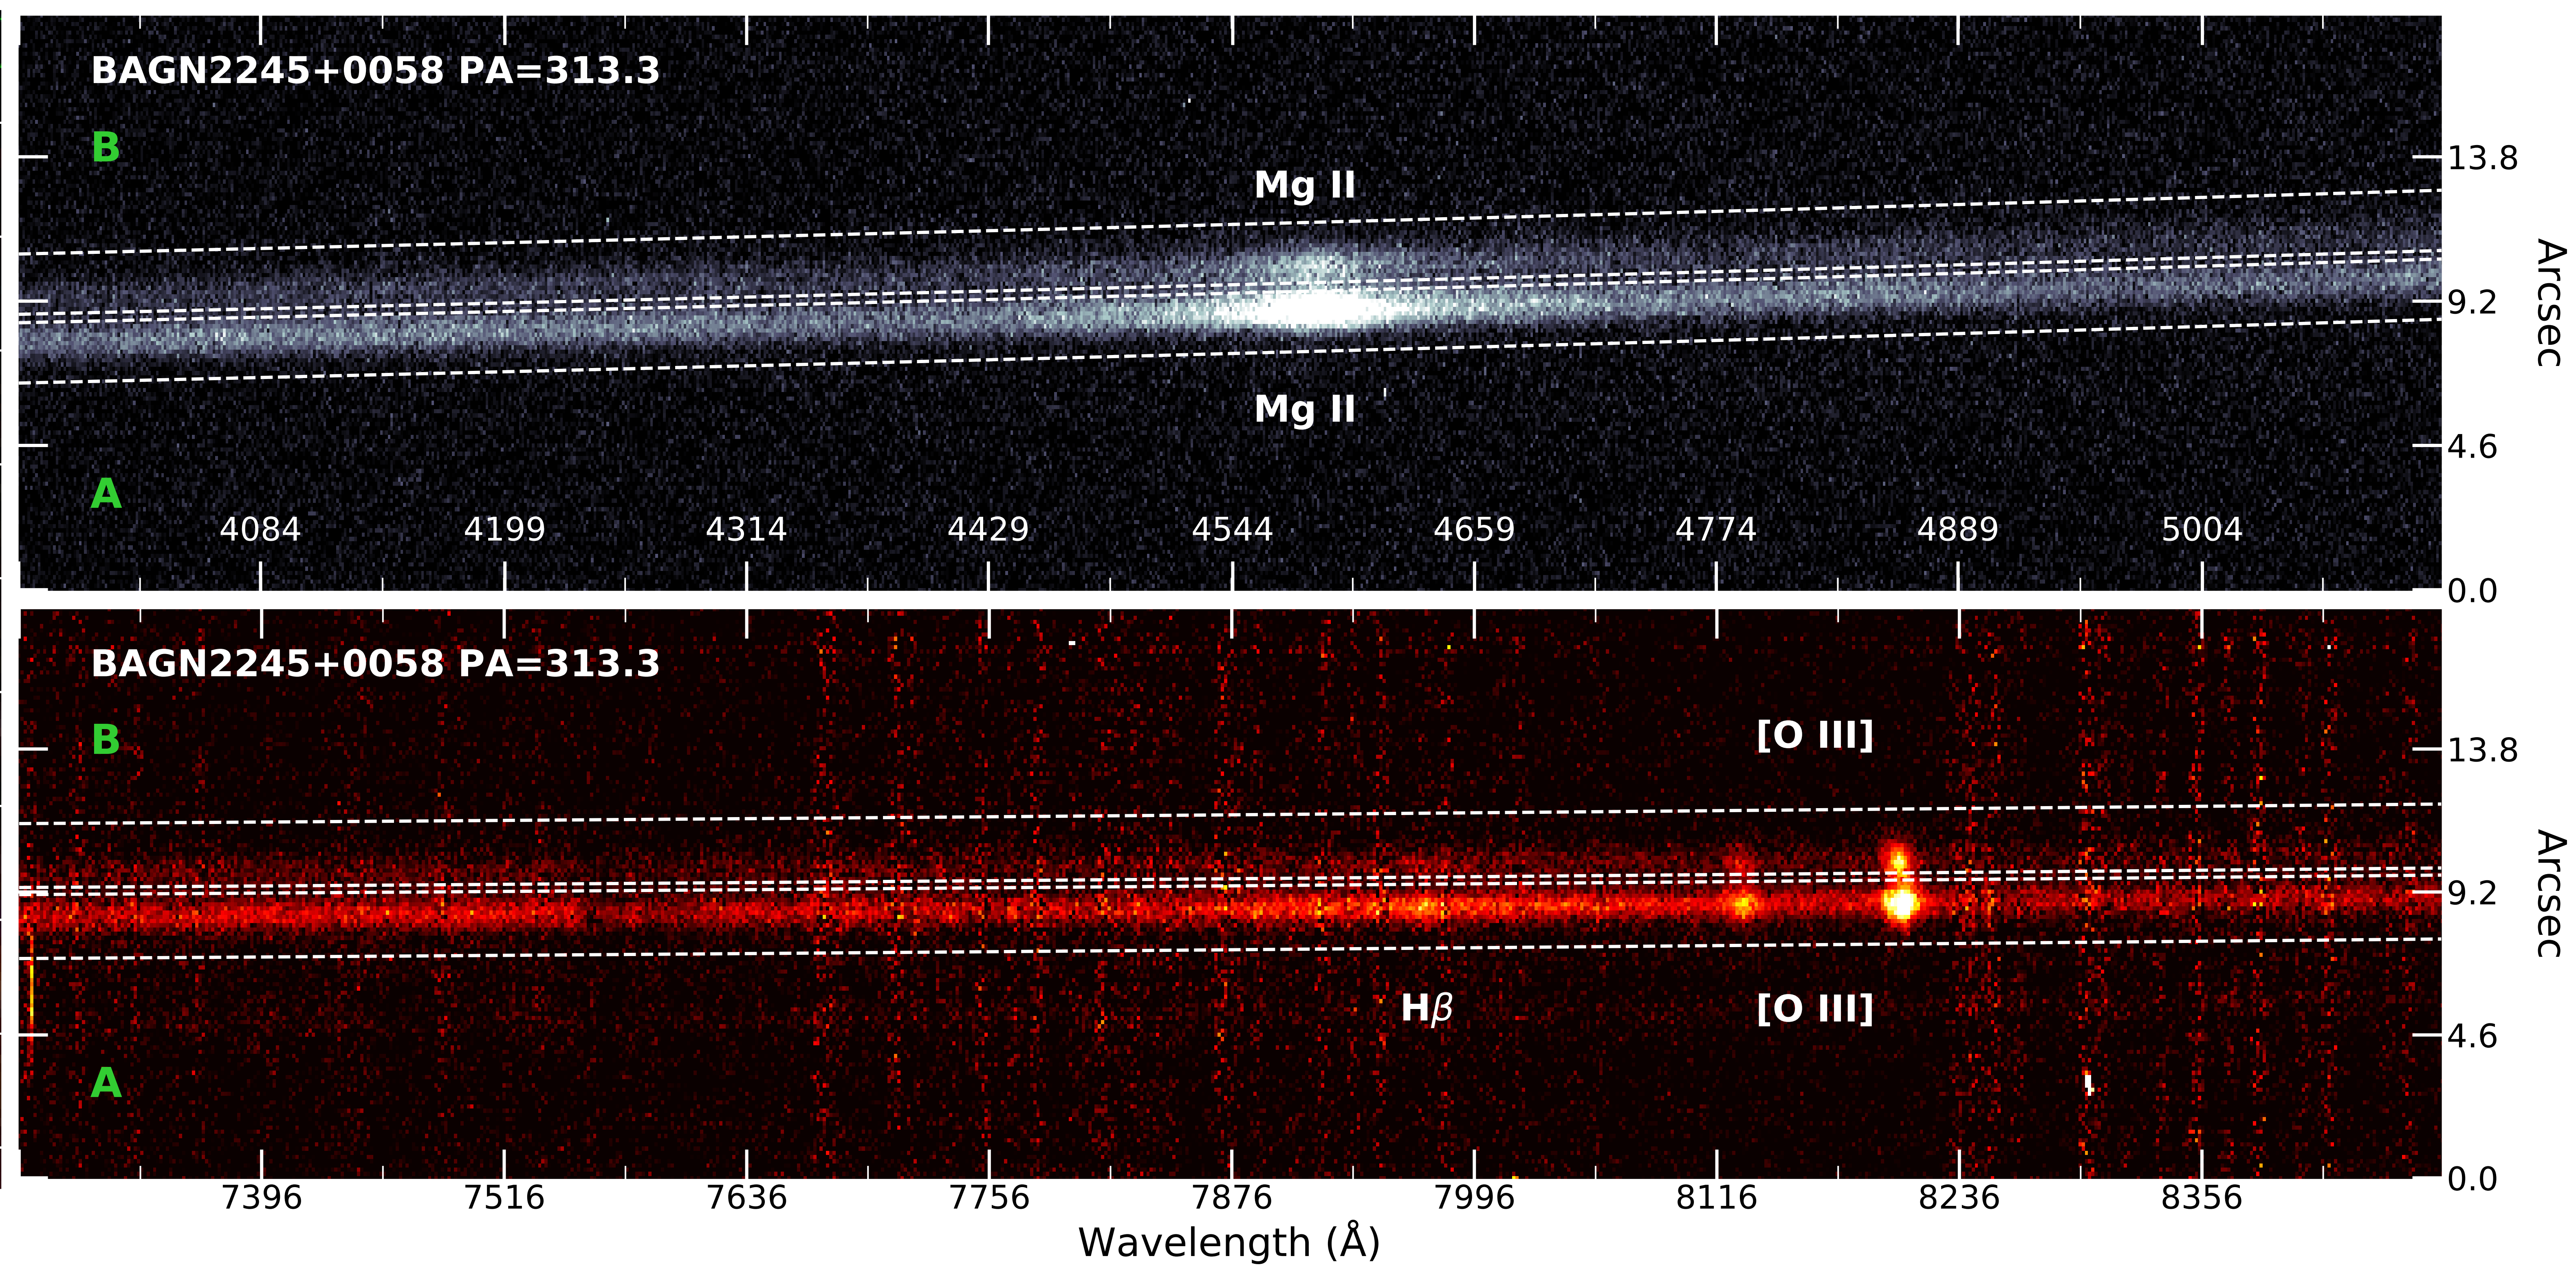 BAGN2245+0058 PA=313.3
B
Mg II
13.8
9.2
Arcsec
Mg II
4.6
A
4084 4199 4314 4429 4544 4659 4774 4889 5004
0.0
BAGN2245+0058 PA=313.3
B
[O III]
13.8
9.2
Arcsec
Hβ [O III]
4.6
A
0.0
7396 7516 7636 7756 7876 7996 8116 8236 8356
Wavelength (Å)